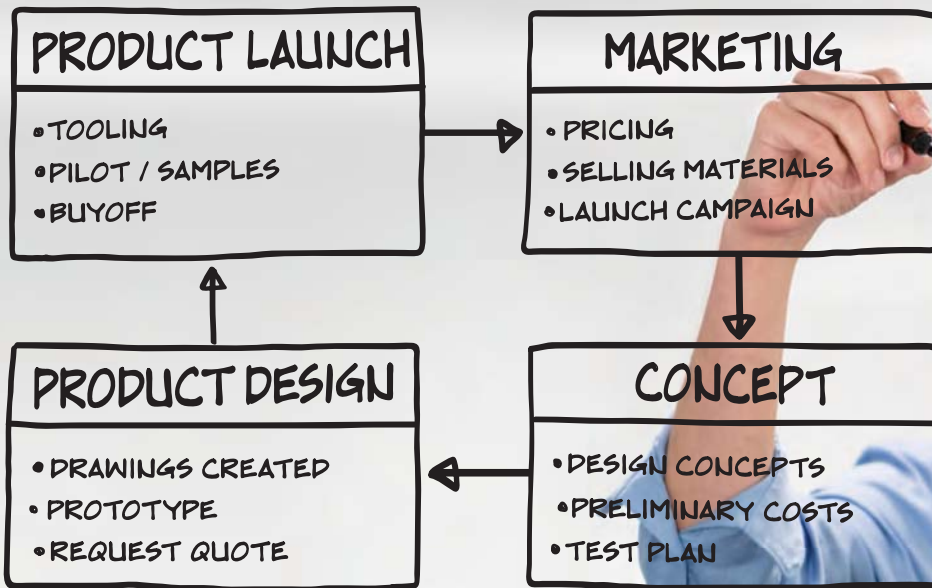 PRODUCT LAUNCH
• TOOLING
• PILOT / SAMPLES
• BUYOFF
MARKETING
• PRICING
• SELLING MATERIALS
• LAUNCH CAMPAIGN
PRODUCT DESIGN
• DRAWINGS CREATED
• PROTOTYPE
• REQUEST QUOTE
CONCEPT
• DESIGN CONCEPTS
• PRELIMINARY COSTS
• TEST PLAN